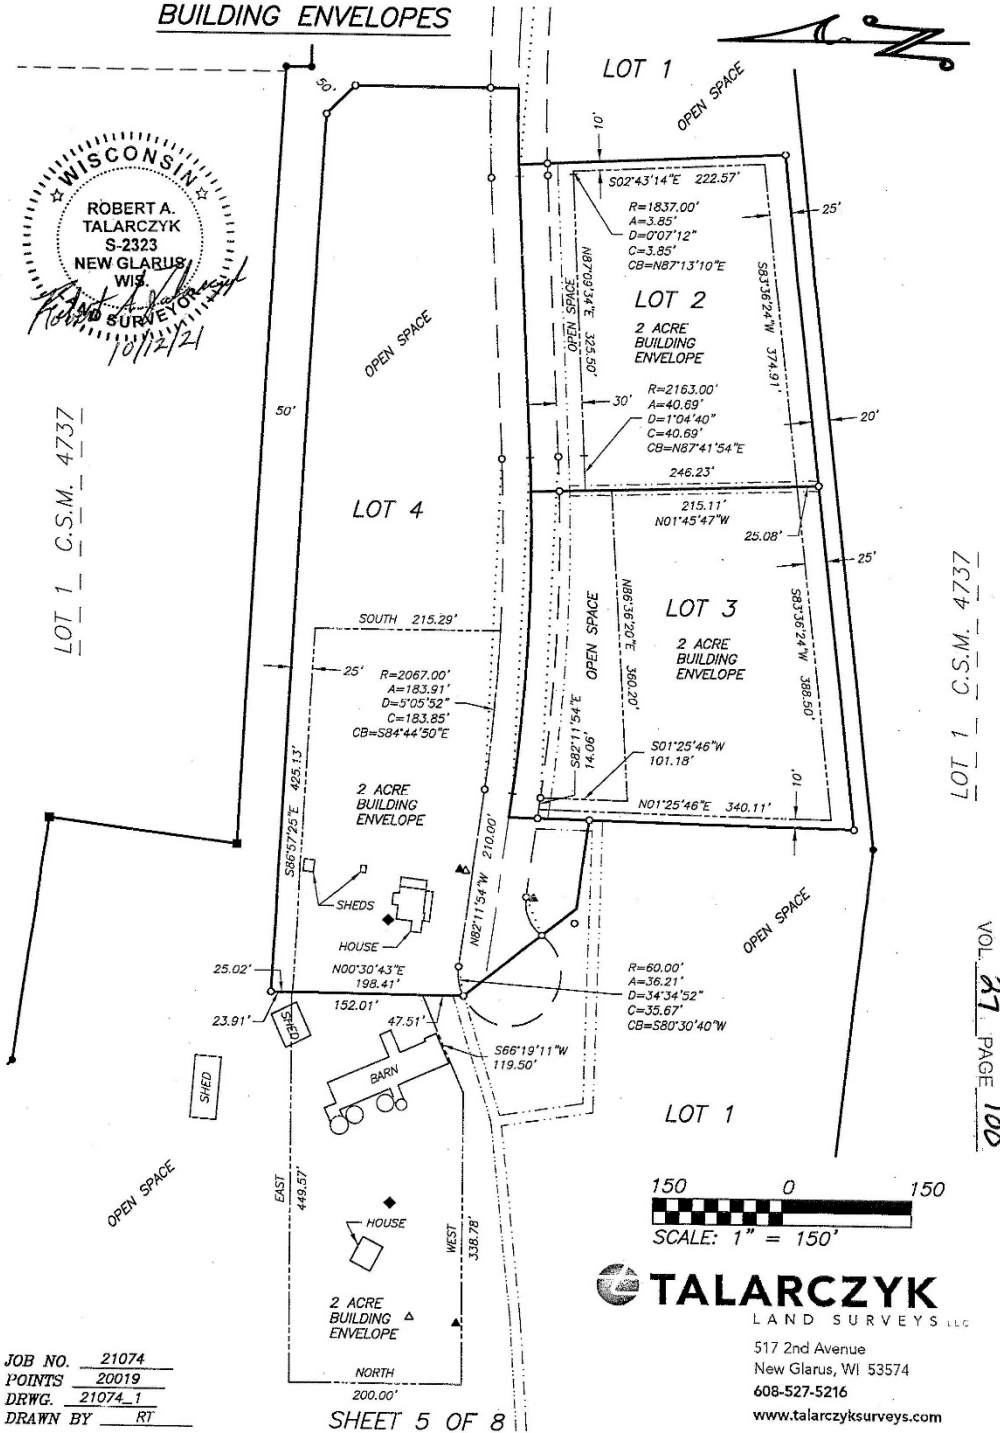 BUILDING ENVELOPES
WISCONSIN
ROBERT A.
TALARCZYK
S-2323
NEW GLARUS,
WIS.
LAND SURVEYOR
10/12/21
LOT 1
OPEN SPACE
50'
10'
S02°43'14"E 222.57'
R=1837.00'
A=3.85'
D=0°07'12"
C=3.85'
CB=N87°13'10"E
25'
OPEN SPACE
N87°09'34"E 325.50'
LOT 2
2 ACRE
BUILDING
ENVELOPE
S83°36'24"W 374.91'
OPEN SPACE
R=2163.00'
A=40.69'
D=1°04'40"
C=40.69'
CB=N87°41'54"E
30'
20'
50'
246.23'
215.11'
N01°45'47"W
25.08'
25'
LOT 1 C.S.M. 4737
LOT 4
OPEN SPACE
N86°36'20"E 360.20'
LOT 3
2 ACRE
BUILDING
ENVELOPE
S83°36'24"W 388.50'
LOT 1 C.S.M. 4737
SOUTH 215.29'
25'
R=2067.00'
A=183.91'
D=5°05'52"
C=183.85'
CB=S84°44'50"E
S82°11'54"E
14.06'
S01°25'46"W
101.18'
10'
N01°25'46"E 340.11'
S86°57'25"E 425.13'
2 ACRE
BUILDING
ENVELOPE
N82°11'54"W 210.00'
SHEDS
HOUSE
OPEN SPACE
25.02'
N00°30'43"E
198.41'
152.01'
23.91'
47.51'
SHED
R=60.00'
A=36.21'
D=34°34'52"
C=35.67'
CB=S80°30'40"W
S66°19'11"W
119.50'
BARN
SHED
LOT 1
VOL. 27 PAGE 100
OPEN SPACE
EAST
449.57'
HOUSE
WEST
338.78'
2 ACRE
BUILDING
ENVELOPE
NORTH
200.00'
150 0 150
SCALE: 1" = 150'
TALARCZYK
LAND SURVEYS LLC
517 2nd Avenue
New Glarus, WI 53574
608-527-5216
www.talarczyksurveys.com
JOB NO. 21074
POINTS 20019
DRWG. 21074_1
DRAWN BY RT
SHEET 5 OF 8